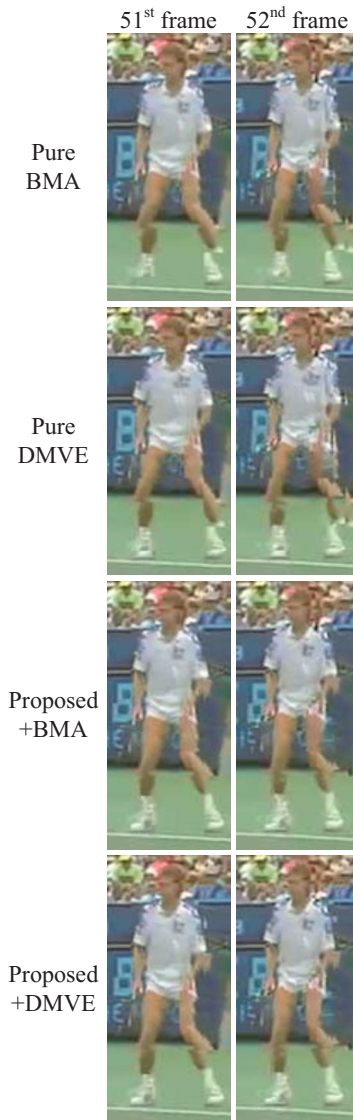 51st frame 52nd frame
Pure
BMA
Pure
DMVE
Proposed
+BMA
Proposed
+DMVE